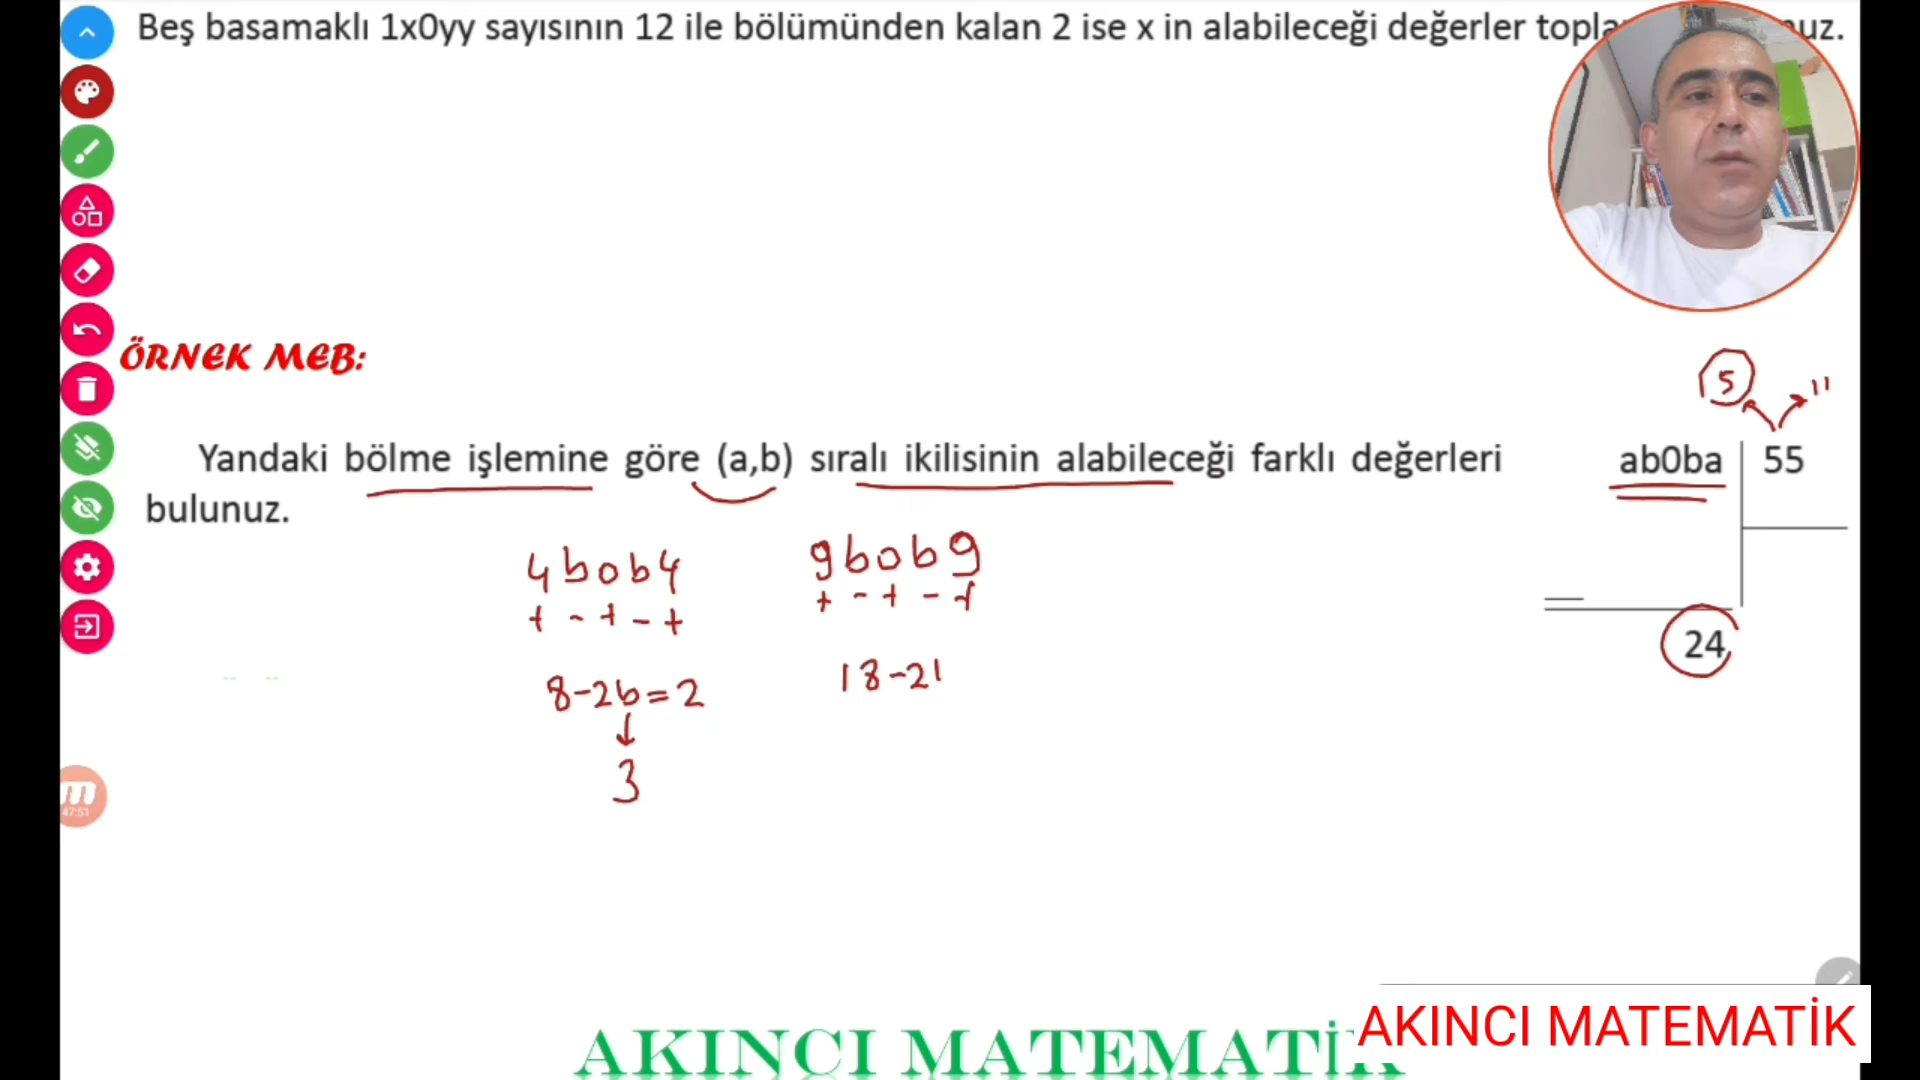 Beş basamaklı 1x0yy sayısının 12 ile bölümünden kalan 2 ise x in alabileceği değerler uz.
ÖRNEK MEB:
5 11
Yandaki bölme işlemine göre (a,b) sıralı ikilisinin alabileceği farklı değerleri
bulunuz.
ab0ba 55
24
4b0b4
+ - + - +
8-2b=2
3
9b0b9
+ - + - +
18-21
m
47:51
AKINCI MATEMATİK
AKINCI MATEMATİK